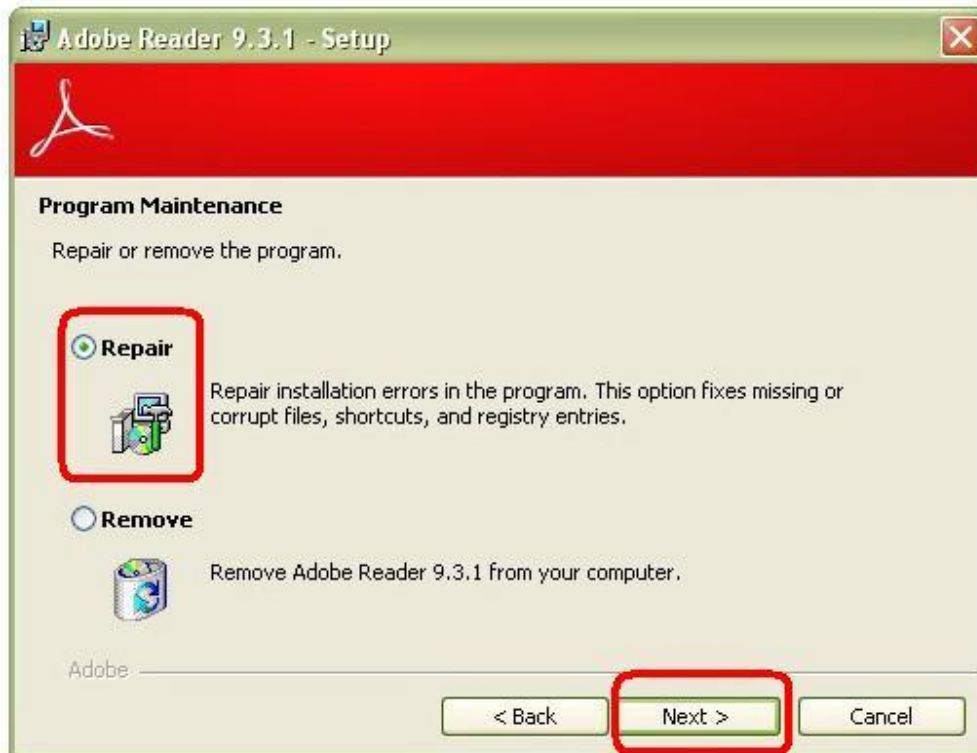 Adobe Reader 9.3.1 - Setup
Program Maintenance
Repair or remove the program.
Repair
Repair installation errors in the program. This option fixes missing or
corrupt files, shortcuts, and registry entries.
Remove
Remove Adobe Reader 9.3.1 from your computer.
Adobe
< Back Next > Cancel